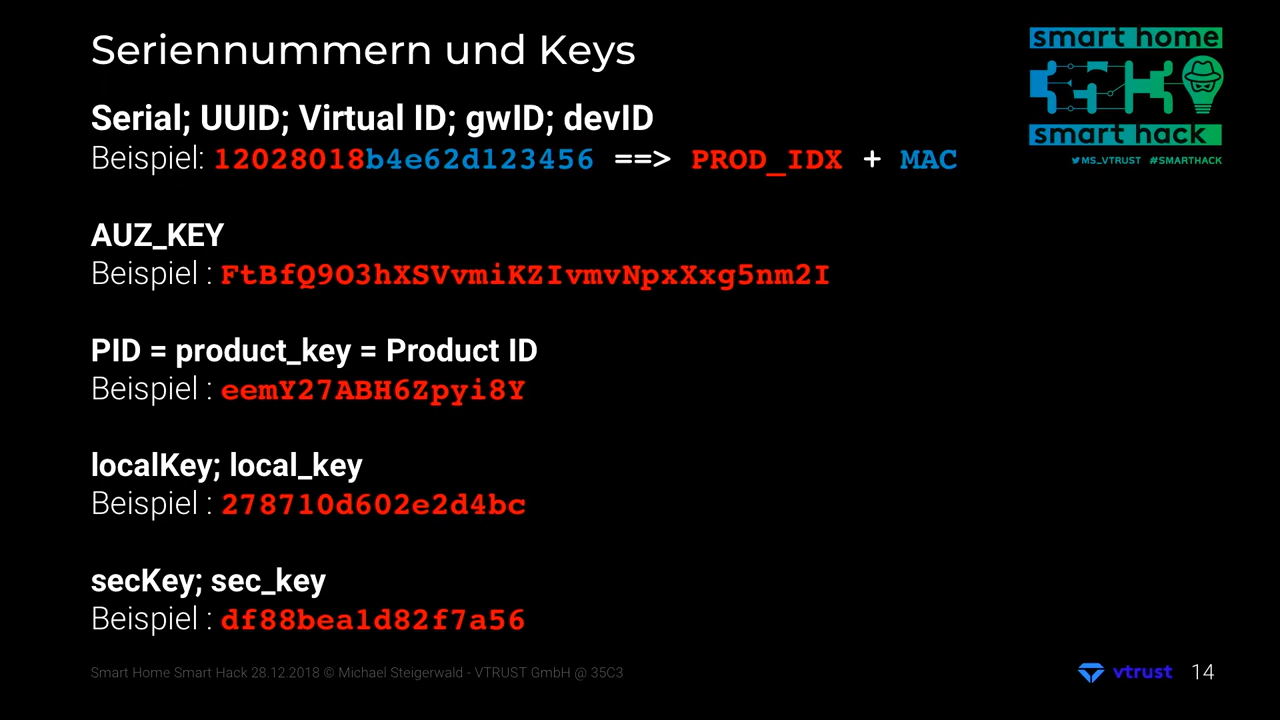 Seriennummern und Keys
smart home
smart hack
MS_VTRUST #SMARTHACK
Serial; UUID; Virtual ID; gwID; devID
Beispiel: 12028018b4e62d123456 ==> PROD_IDX + MAC
AUZ_KEY
Beispiel : FtBfQ9O3hXSVvmiKZIvmvNpxXxg5nm2I
PID = product_key = Product ID
Beispiel : eemY27ABH6Zpyi8Y
localKey; local_key
Beispiel : 278710d602e2d4bc
secKey; sec_key
Beispiel : df88bea1d82f7a56
Smart Home Smart Hack 28.12.2018 © Michael Steigerwald - VTRUST GmbH @ 35C3
vtrust 14